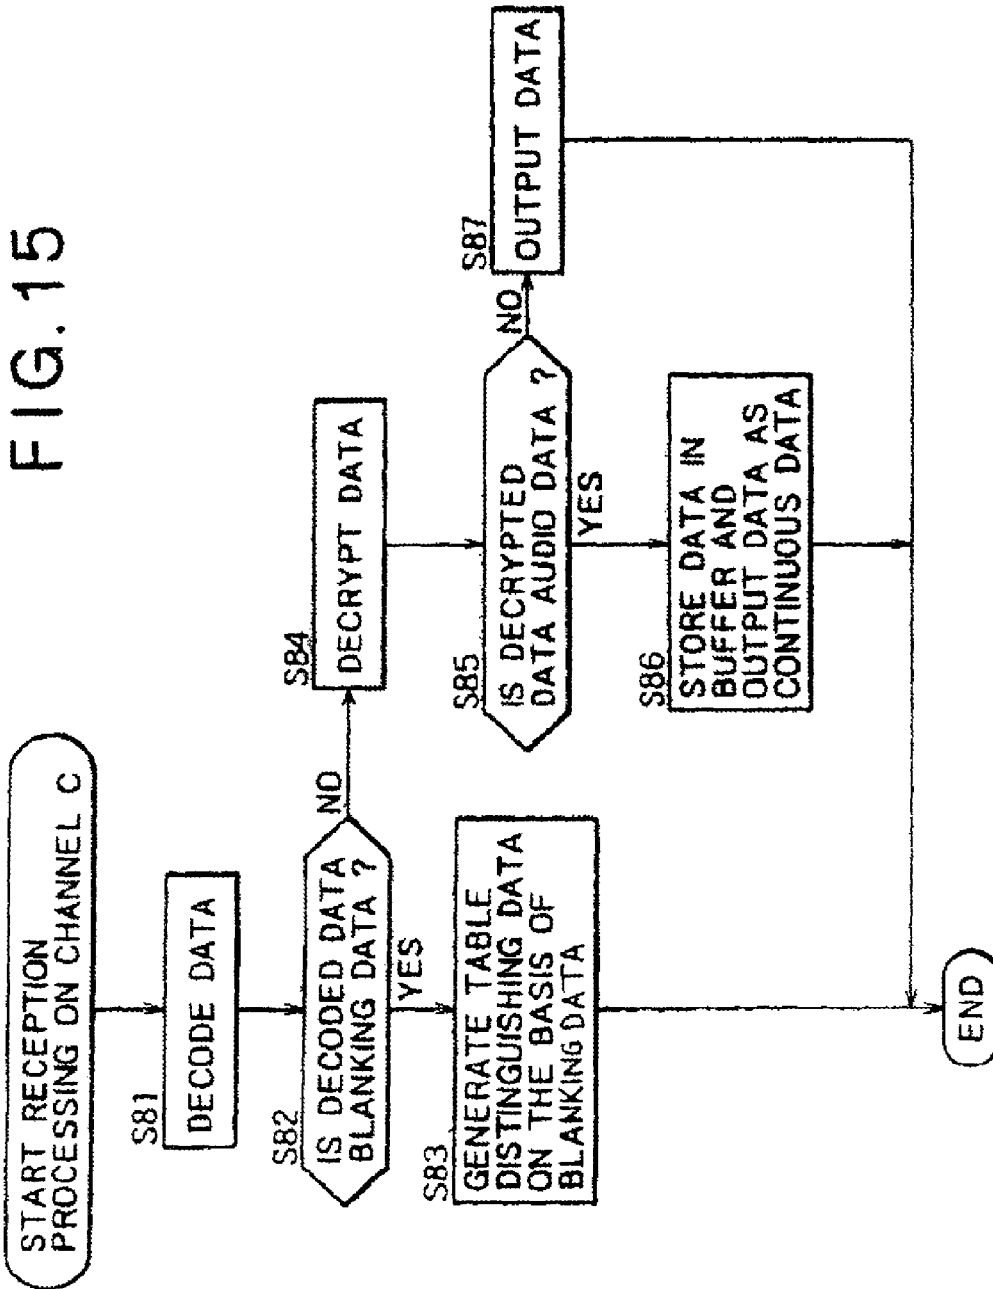 FIG. 15
START RECEPTION
PROCESSING ON CHANNEL C
S81
DECODE DATA
S82
IS DECODED DATA
BLANKING DATA ?
NO
YES
S83
GENERATE TABLE
DISTINGUISHING DATA
ON THE BASIS OF
BLANKING DATA
S84
DECRYPT DATA
S85
IS DECRYPTED
DATA AUDIO DATA ?
NO
YES
S86
STORE DATA IN
BUFFER AND
OUTPUT DATA AS
CONTINUOUS DATA
S87
OUTPUT DATA
END